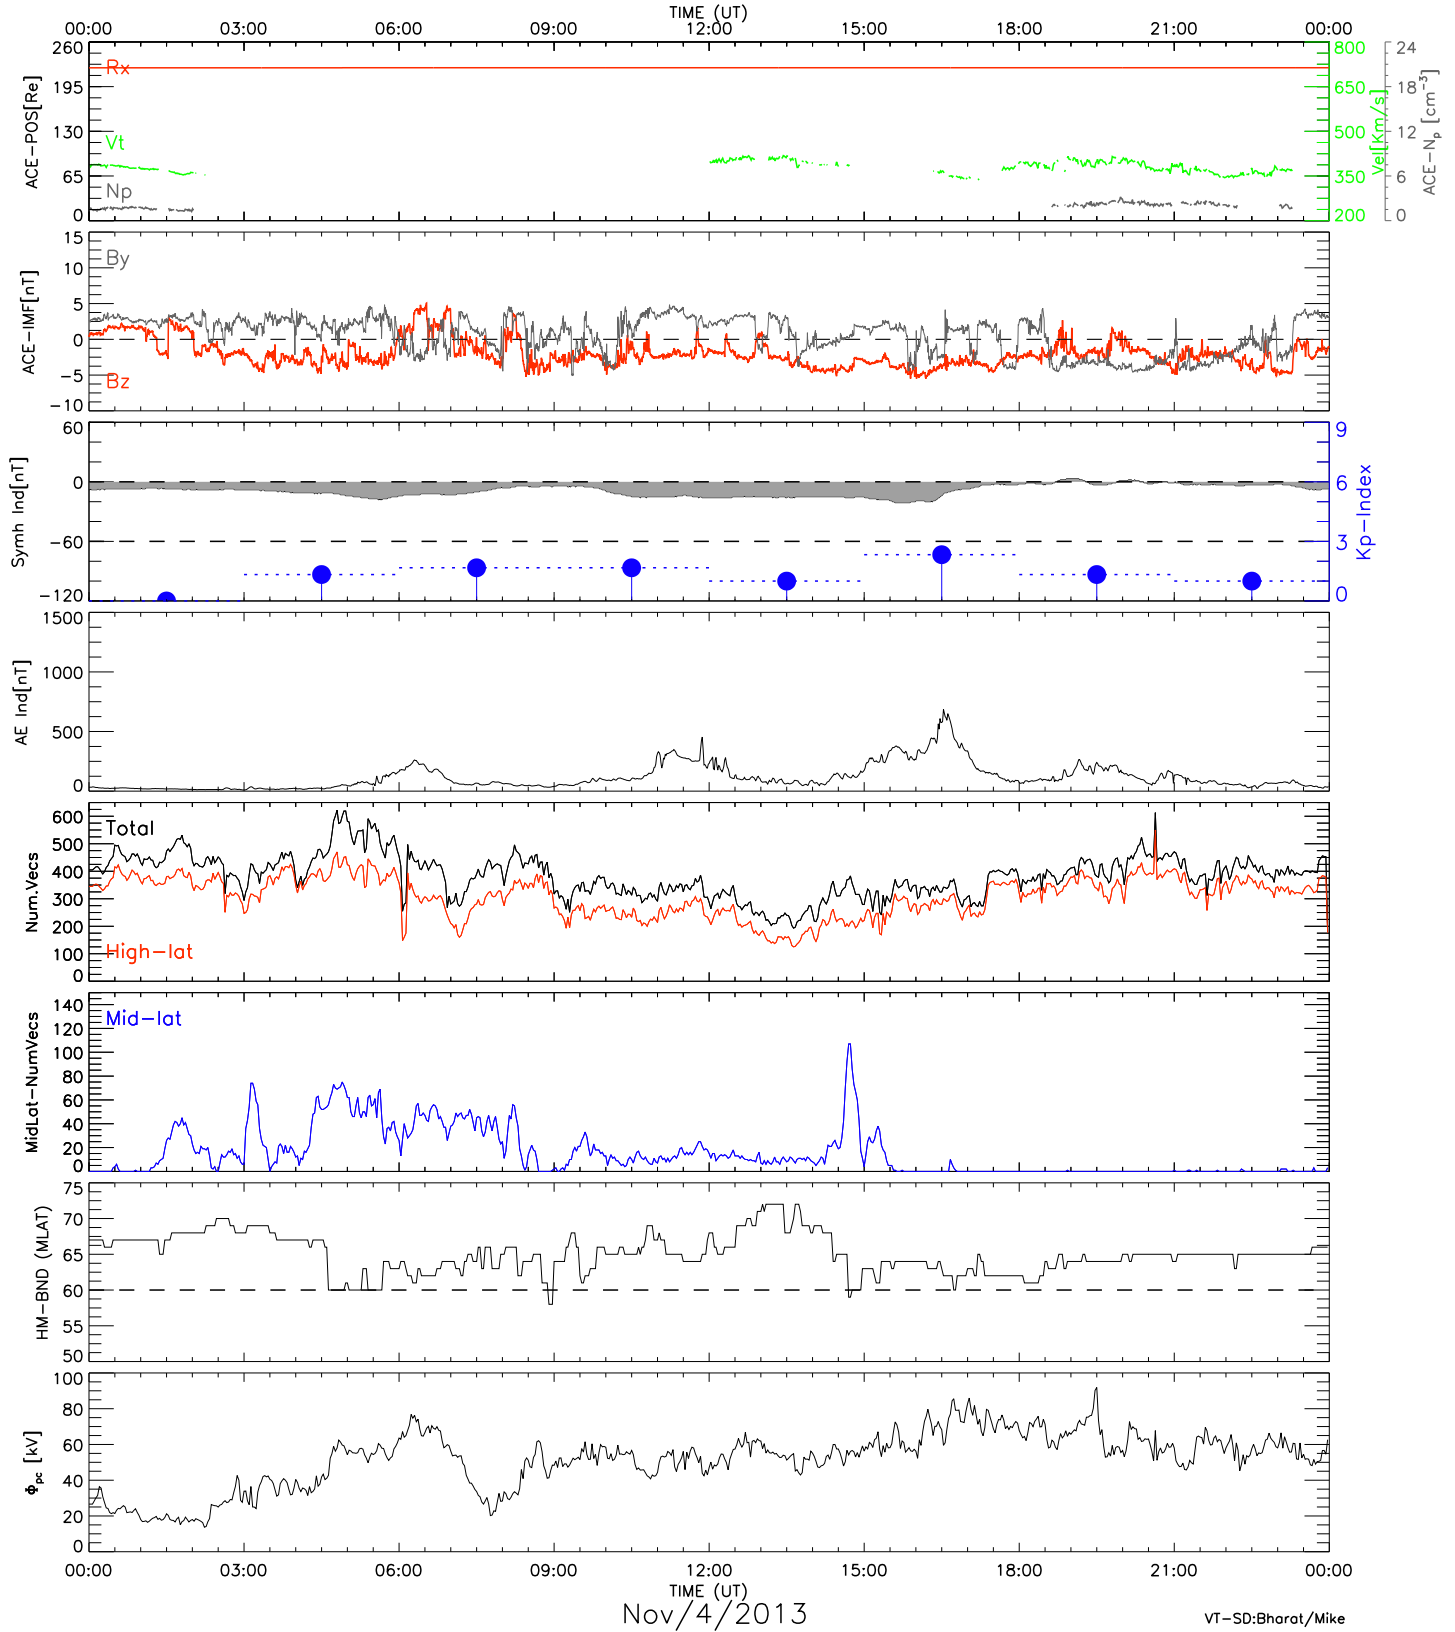 TIME (UT)
00:00 03:00 06:00 09:00 12:00 15:00 18:00 21:00 00:00
260 195 130 65 0
ACE-POS[Re]
Rx
Vt
Np
800 650 500 350 200
Vel[Km/s]
24 18 12 6 0
ACE-Np [cm⁻³]
15 10 5 0 -5 -10
ACE-IMF[nT]
By
Bz
60 0 -60 -120
Symh Ind[nT]
9 6 3 0
Kp-Index
1500 1000 500 0
AE Ind[nT]
600 500 400 300 200 100 0
Num.Vecs
Total
High-lat
140 120 100 80 60 40 20 0
MidLat-NumVecs
Mid-lat
75 70 65 60 55 50
HM-BND (MLAT)
100 80 60 40 20 0
Φpc [kV]
00:00 03:00 06:00 09:00 12:00 15:00 18:00 21:00 00:00
TIME (UT)
Nov/4/2013
VT-SD:Bharat/Mike